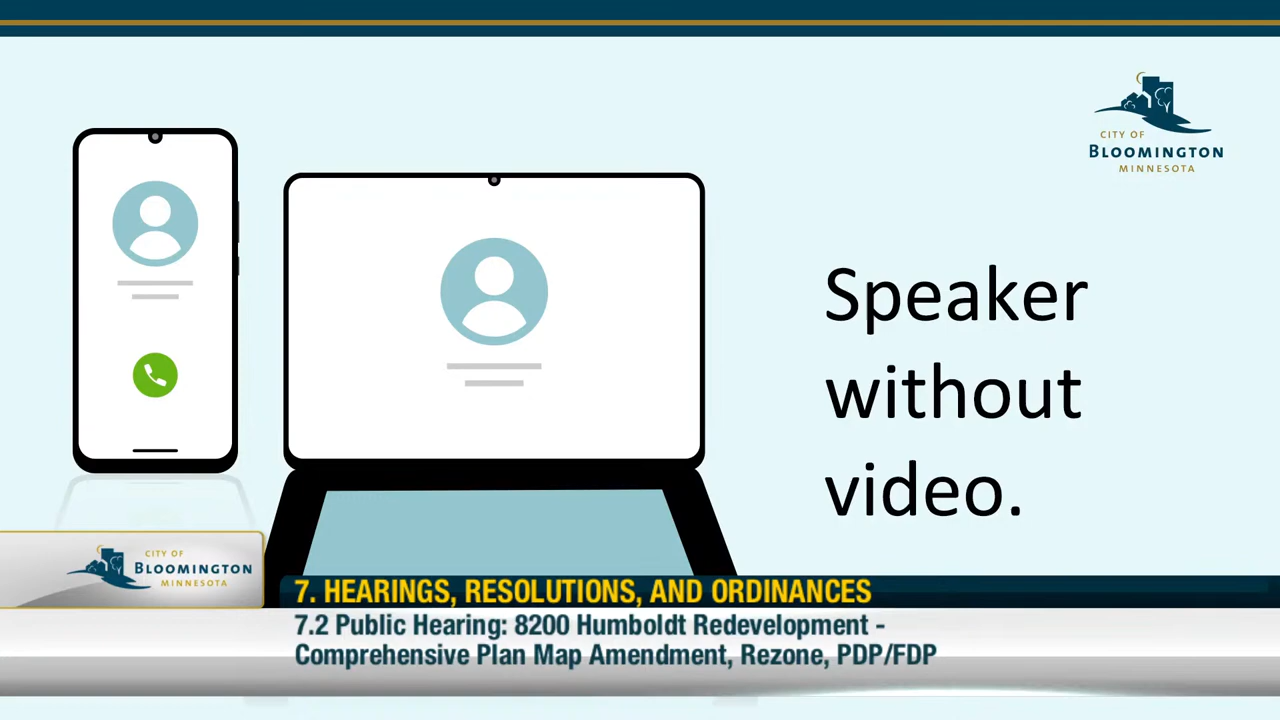 CITY OF
BLOOMINGTON
MINNESOTA
Speaker
without
video.
CITY OF
BLOOMINGTON
MINNESOTA
7. HEARINGS, RESOLUTIONS, AND ORDINANCES
7.2 Public Hearing: 8200 Humboldt Redevelopment -
Comprehensive Plan Map Amendment, Rezone, PDP/FDP